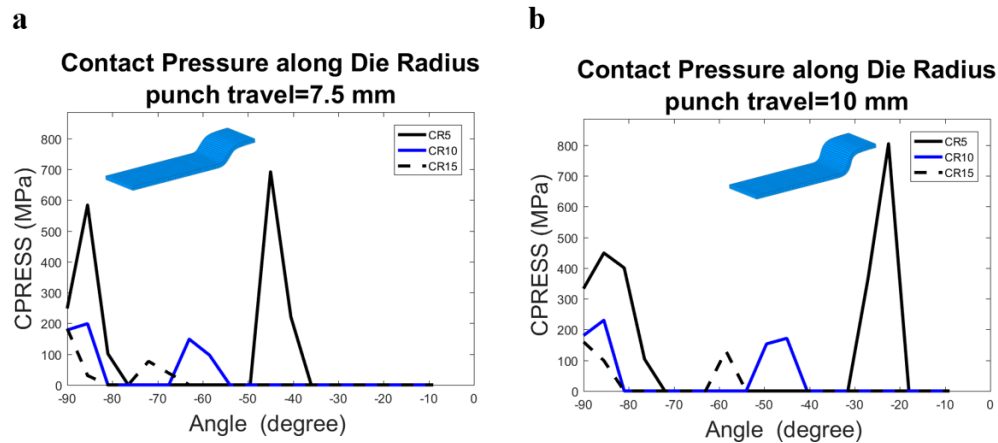 a
Contact Pressure along Die Radius
punch travel=7.5 mm
800
700
600
500
400
300
200
100
0
CPRESS (MPa)
CR5
CR10
CR15
-90 -80 -70 -60 -50 -40 -30 -20 -10 0
Angle (degree)
b
Contact Pressure along Die Radius
punch travel=10 mm
800
700
600
500
400
300
200
100
0
CPRESS (MPa)
CR5
CR10
CR15
-90 -80 -70 -60 -50 -40 -30 -20 -10 0
Angle (degree)